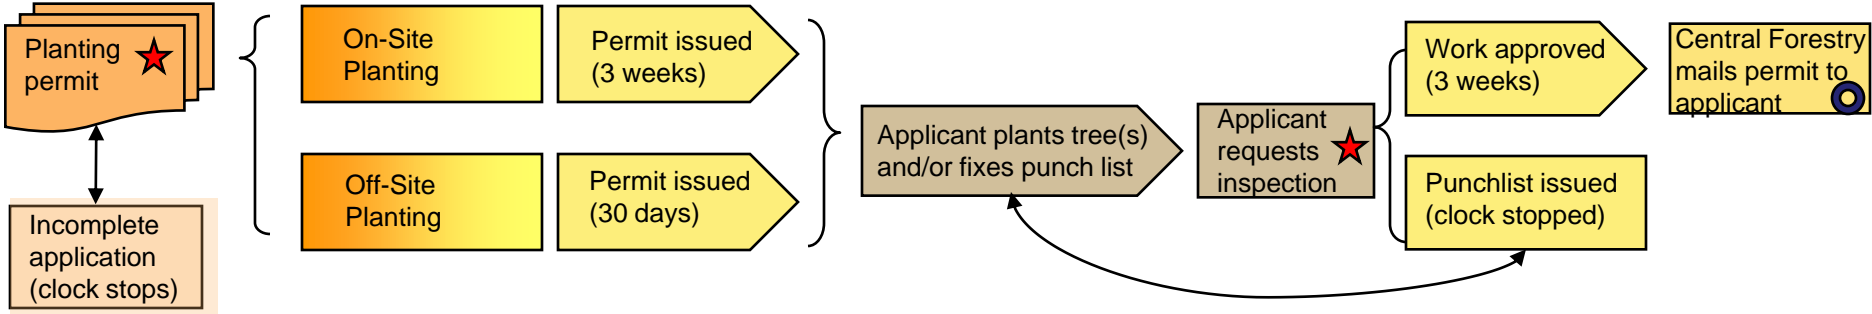 Planting
permit
Incomplete
application
(clock stops)
On-Site
Planting
Permit issued
(3 weeks)
Off-Site
Planting
Permit issued
(30 days)
Applicant plants tree(s)
and/or fixes punch list
Applicant
requests
inspection
Work approved
(3 weeks)
Punchlist issued
(clock stopped)
Central Forestry
mails permit to
applicant